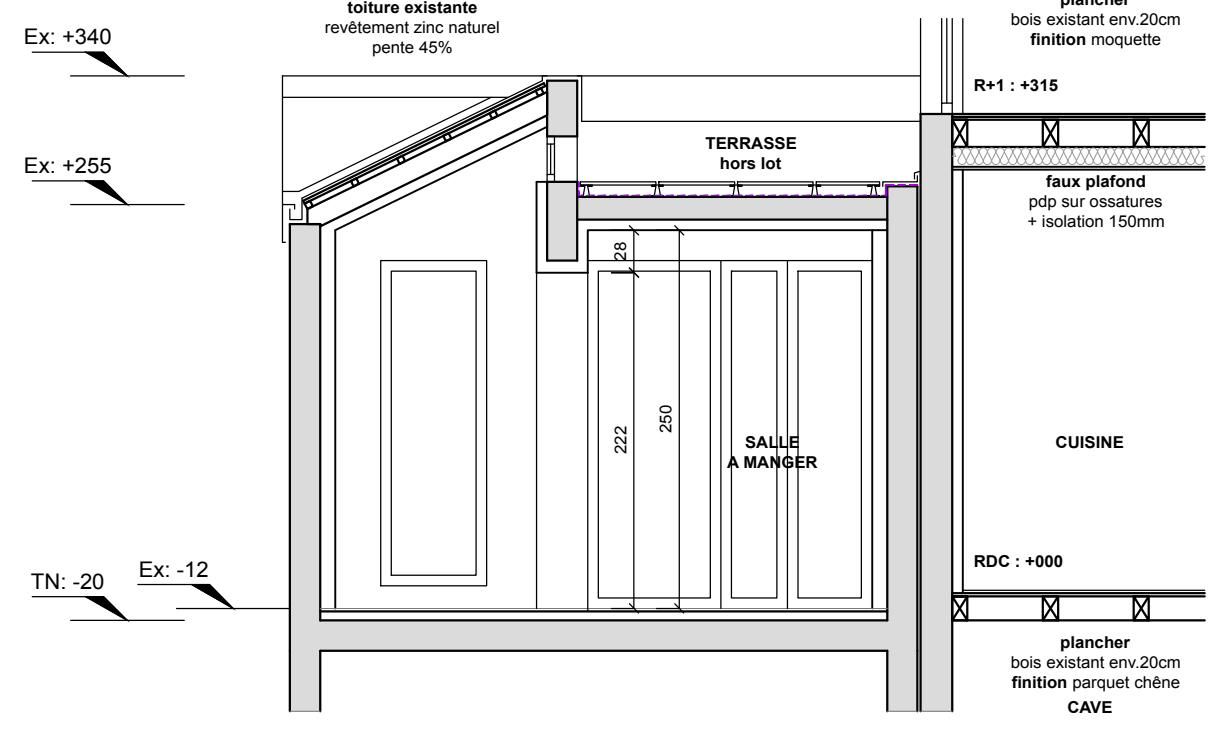 toiture existante
revêtement zinc naturel
pente 45%
plancher
bois existant env.20cm
finition moquette
Ex: +340
R+1 : +315
TERRASSE
hors lot
Ex: +255
faux plafond
pdp sur ossatures
+ isolation 150mm
28
222
250
SALLE
A MANGER
CUISINE
RDC : +000
TN: -20
Ex: -12
plancher
bois existant env.20cm
finition parquet chêne
CAVE